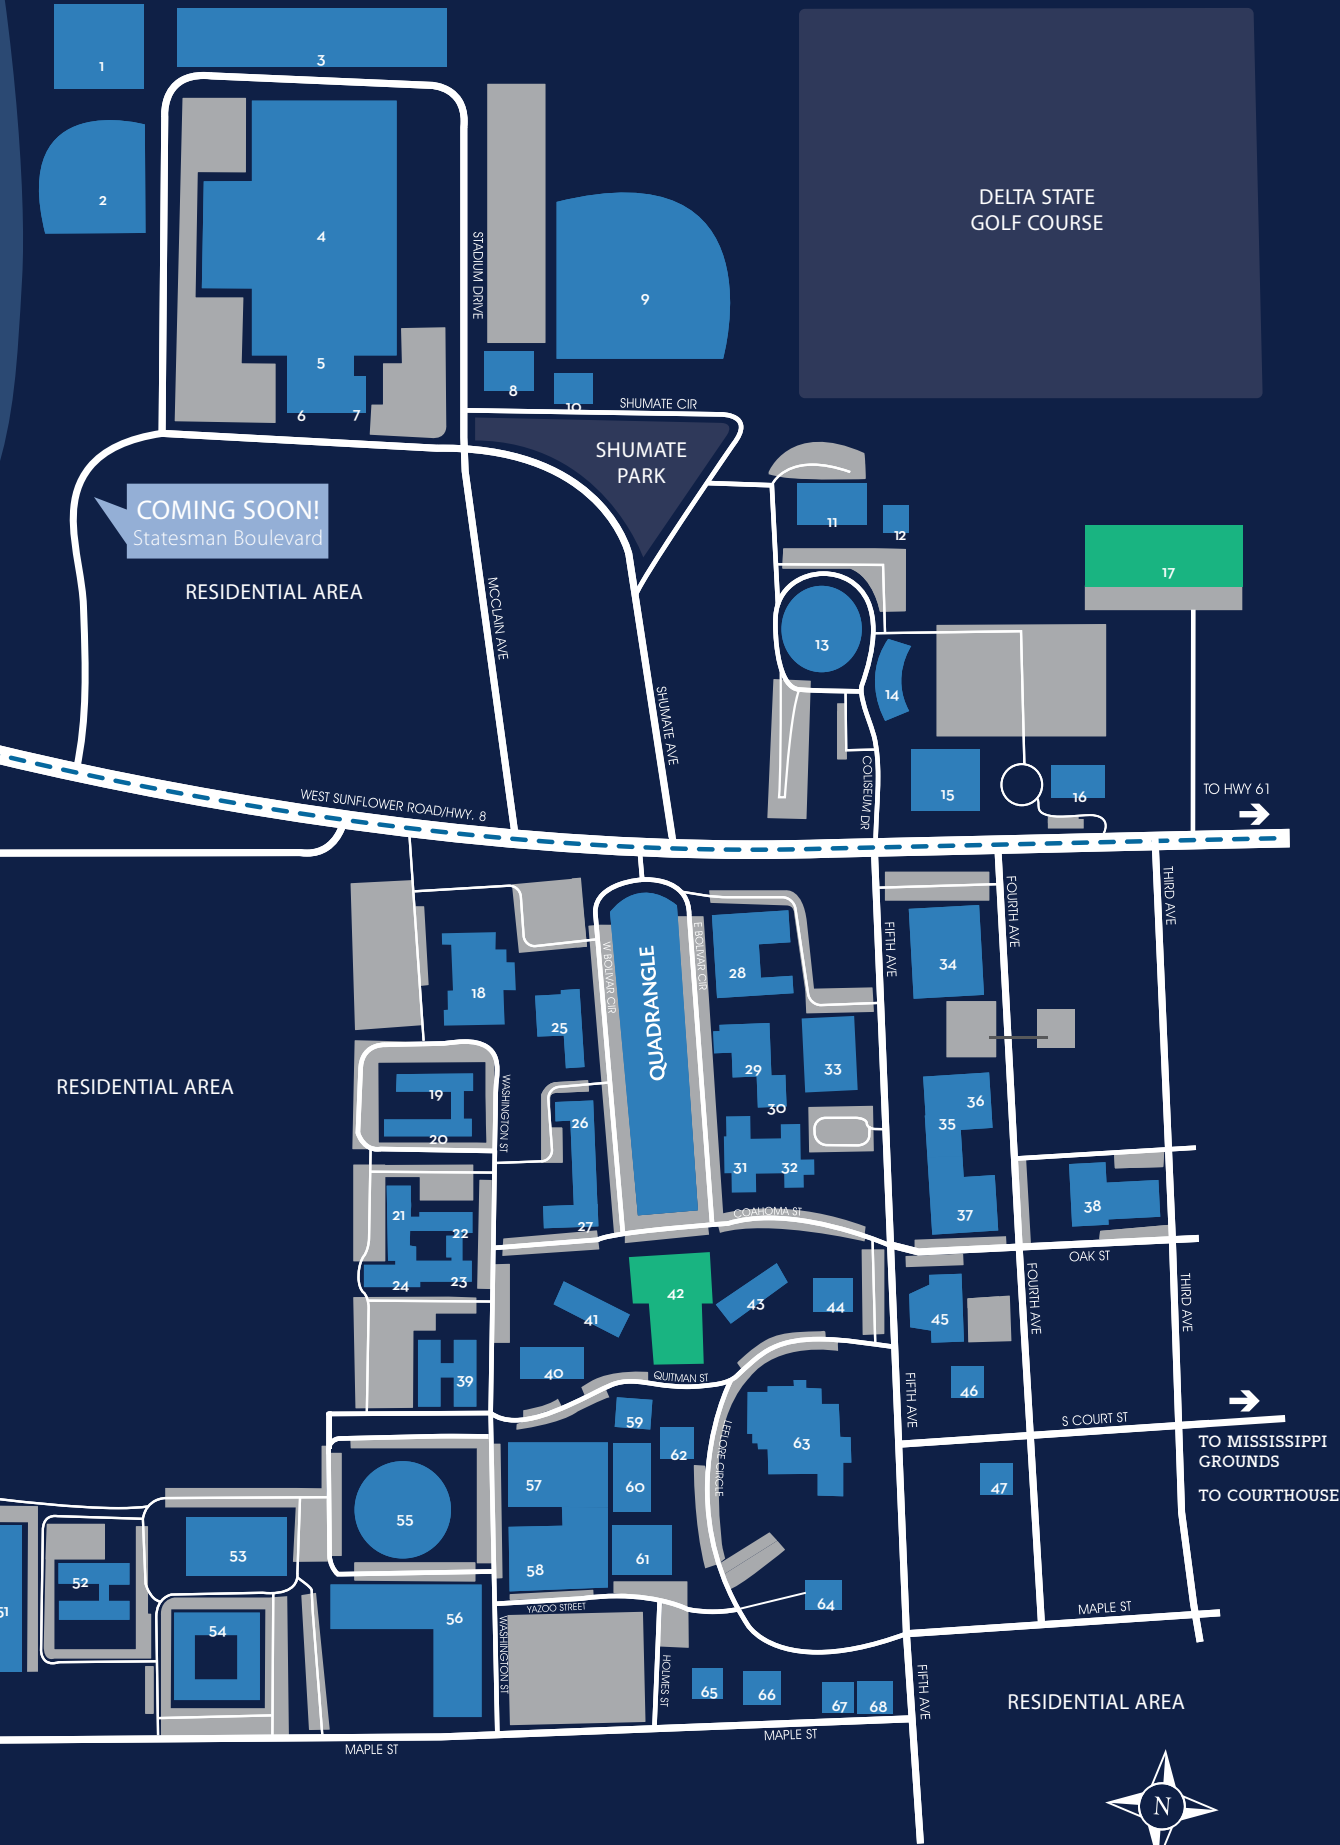 1
3
2
4
STADIUM DRIVE
9
5
8
10
6
7
SHUMATE CIR
DELTA STATE
GOLF COURSE
SHUMATE
PARK
COMING SOON!
Statesman Boulevard
RESIDENTIAL AREA
11
12
17
MCCLAIN AVE
13
14
SHUMATE AVE
COLISEUM DR
15
16
TO HWY 61
WEST SUNFLOWER ROAD/HWY. 8
THIRD AVE
FOURTH AVE
FIFTH AVE
W BOLIVAR CIR
QUADRANGLE
E BOLIVAR CIR
28
34
18
25
29
33
RESIDENTIAL AREA
19
20
WASHINGTON ST
26
30
36
35
31
32
21
22
27
COAHOMA ST
37
38
24
23
OAK ST
42
43
44
41
45
FOURTH AVE
THIRD AVE
40
39
QUITMAN ST
46
FIFTH AVE
59
62
LEFLORE CIRCLE
63
S COURT ST
TO MISSISSIPPI
GROUNDS
TO COURTHOUSE
57
60
47
55
53
58
61
52
51
54
56
YAZOO STREET
64
MAPLE ST
WASHINGTON ST
HOLMES ST
65
66
67
68
FIFTH AVE
RESIDENTIAL AREA
MAPLE ST
MAPLE ST
N